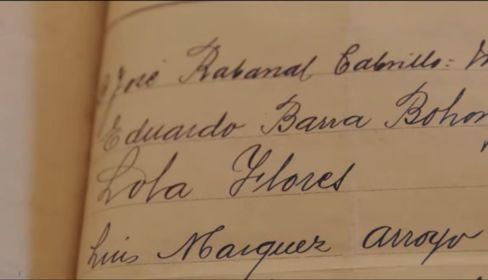 José Rabanal Cabrillo:
Eduardo Barra
Lola Flores
Luis Marquez Arroyo